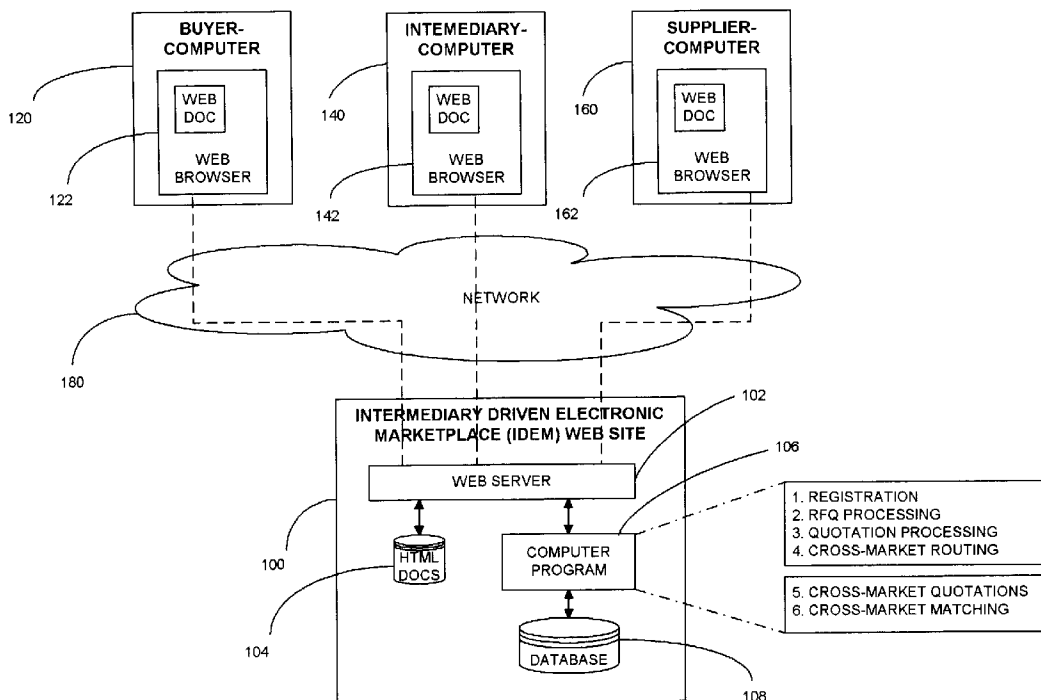 BUYER-
COMPUTER
INTEMEDIARY-
COMPUTER
SUPPLIER-
COMPUTER
WEB
DOC
WEB
DOC
WEB
DOC
WEB
BROWSER
WEB
BROWSER
WEB
BROWSER
120
140
160
122
142
162
NETWORK
180
INTERMEDIARY DRIVEN ELECTRONIC
MARKETPLACE (IDEM) WEB SITE
102
106
WEB SERVER
1. REGISTRATION
2. RFQ PROCESSING
3. QUOTATION PROCESSING
4. CROSS-MARKET ROUTING
HTML
DOCS
COMPUTER
PROGRAM
100
5. CROSS-MARKET QUOTATIONS
6. CROSS-MARKET MATCHING
104
DATABASE
108